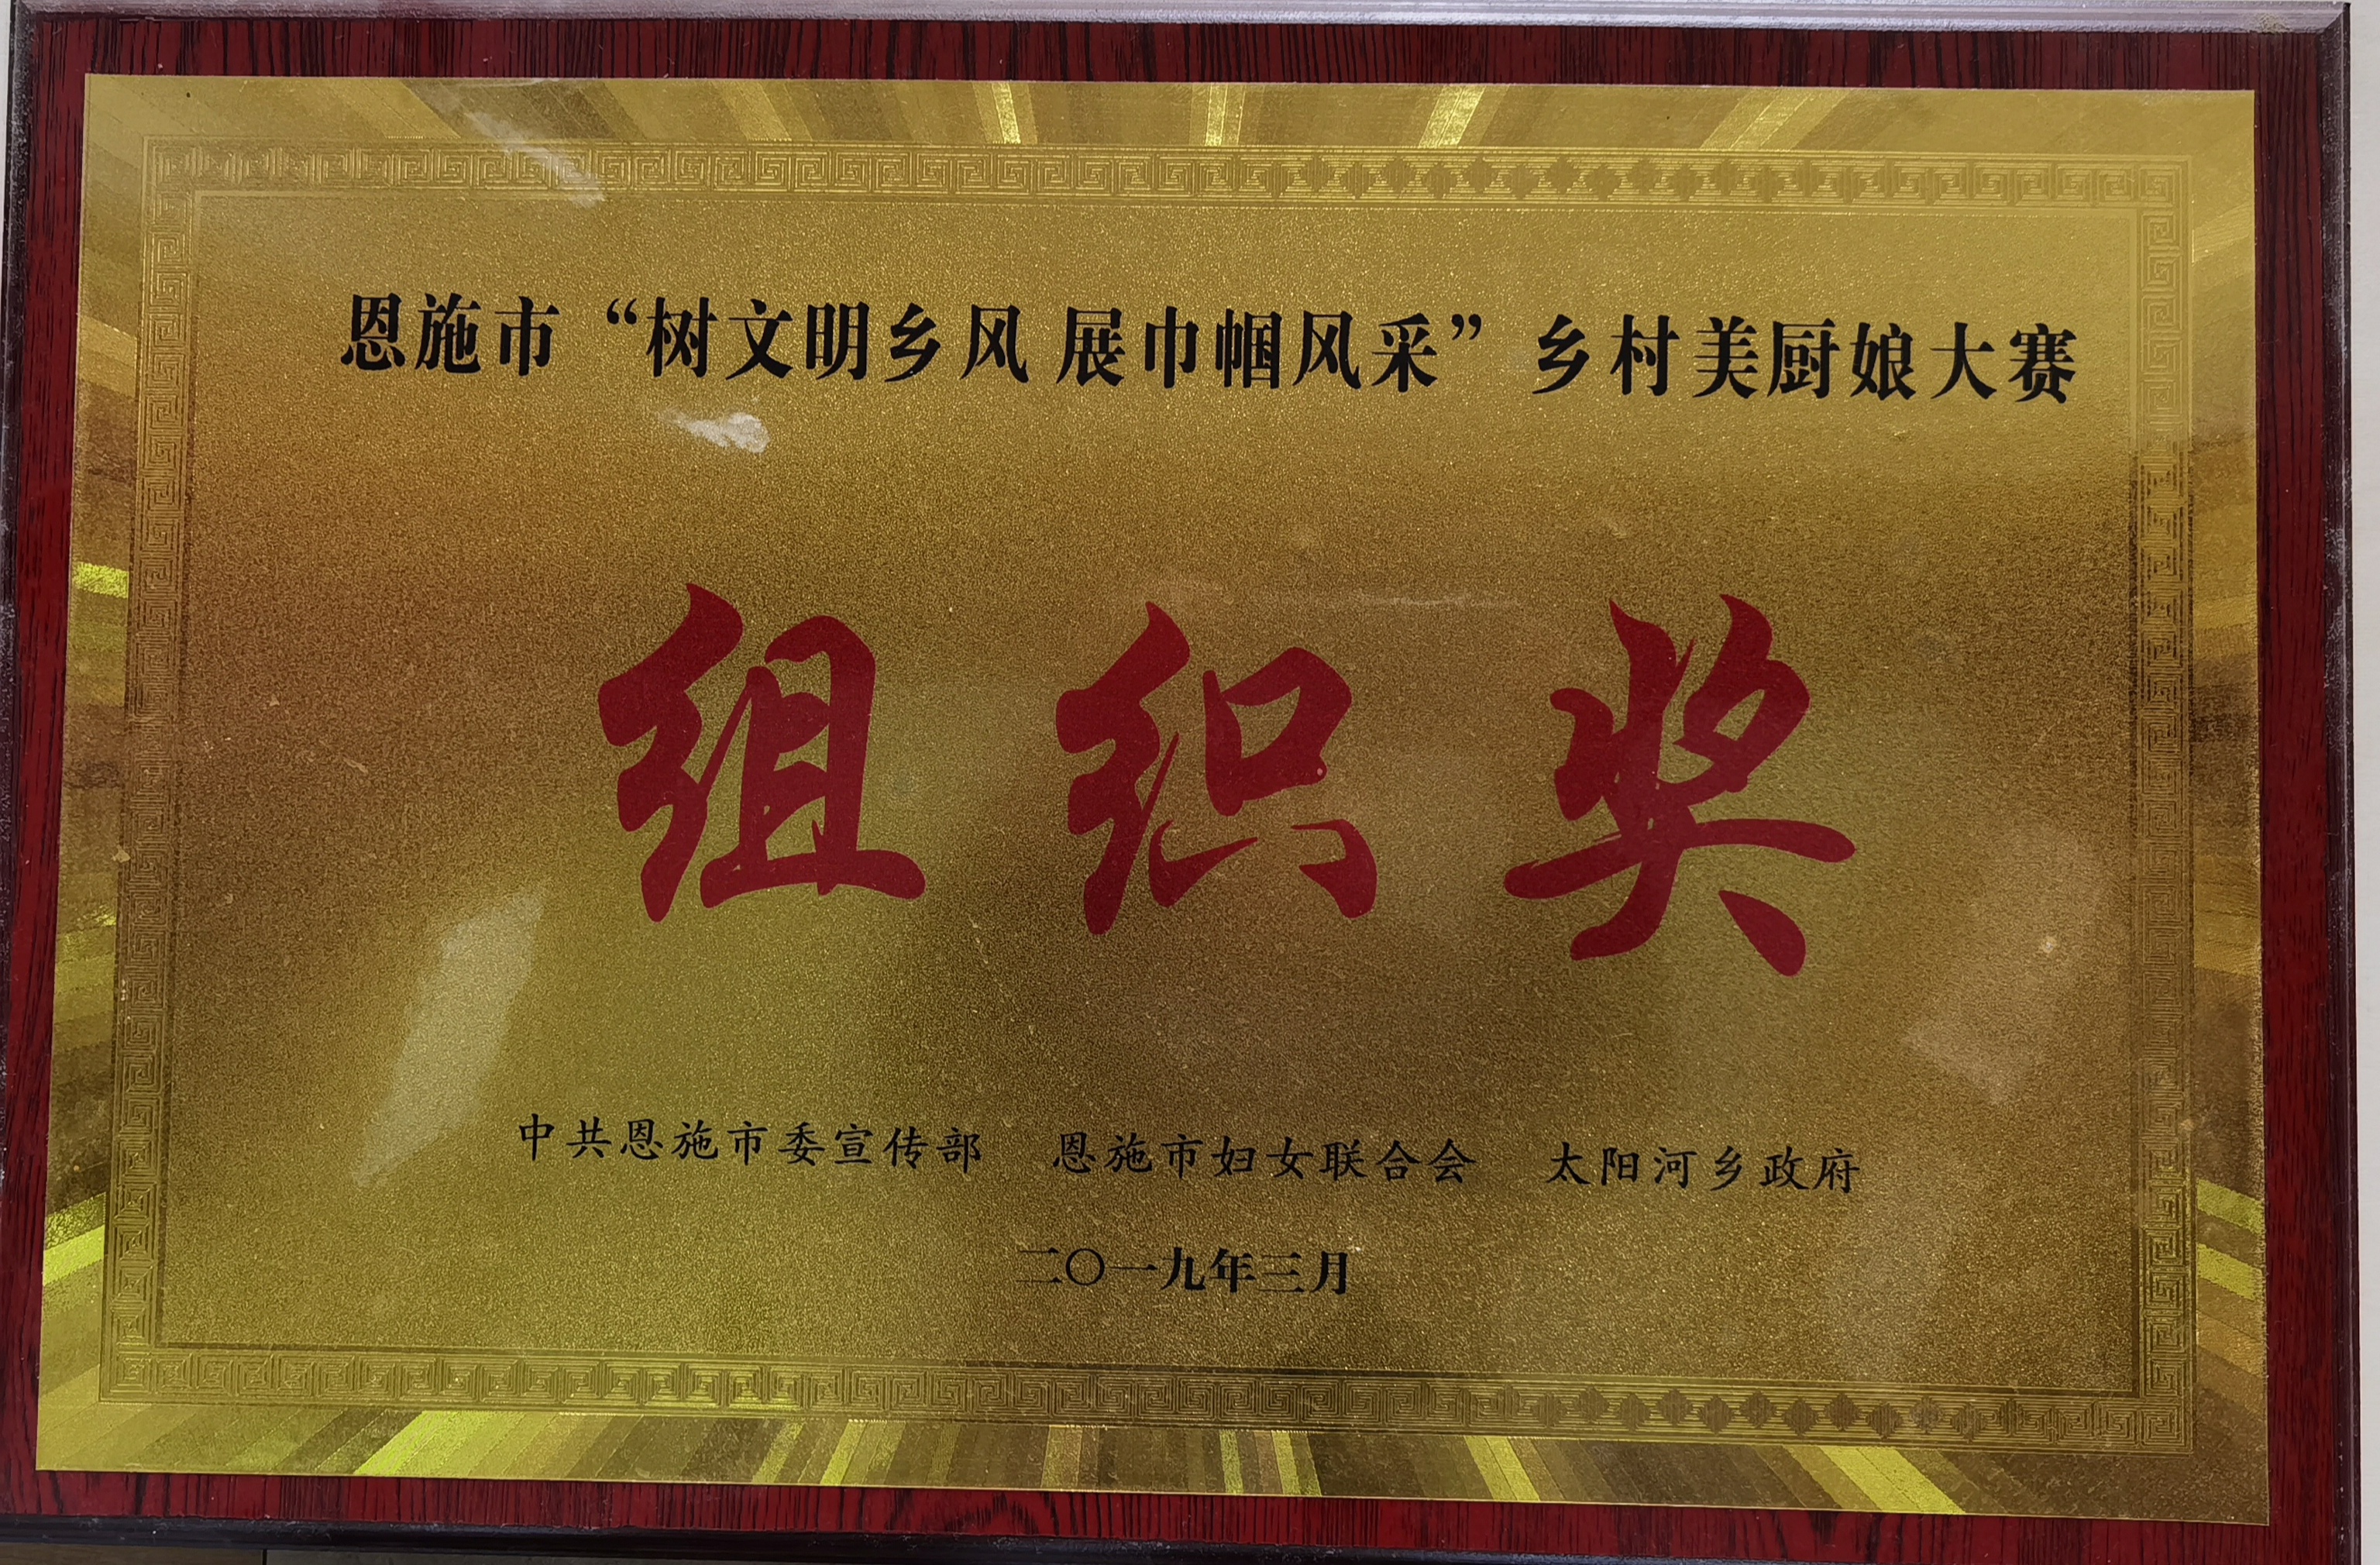 恩施市“树文明乡风 展巾帼风采”乡村美厨娘大赛
组织奖
中共恩施市委宣传部 恩施市妇女联合会 太阳河乡政府
二〇一九年三月